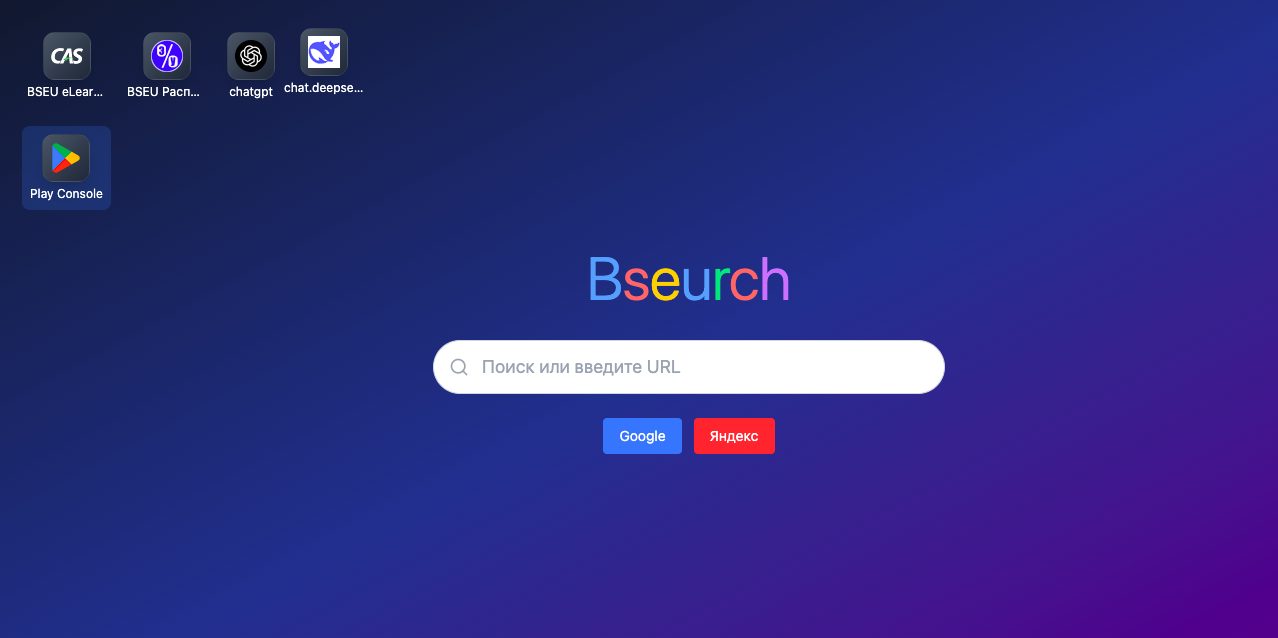 CAS
BSEU eLear...
BSEU Расп...
chatgpt
chat.deepse...
Play Console
Bseurch
Поиск или введите URL
Google
Яндекс